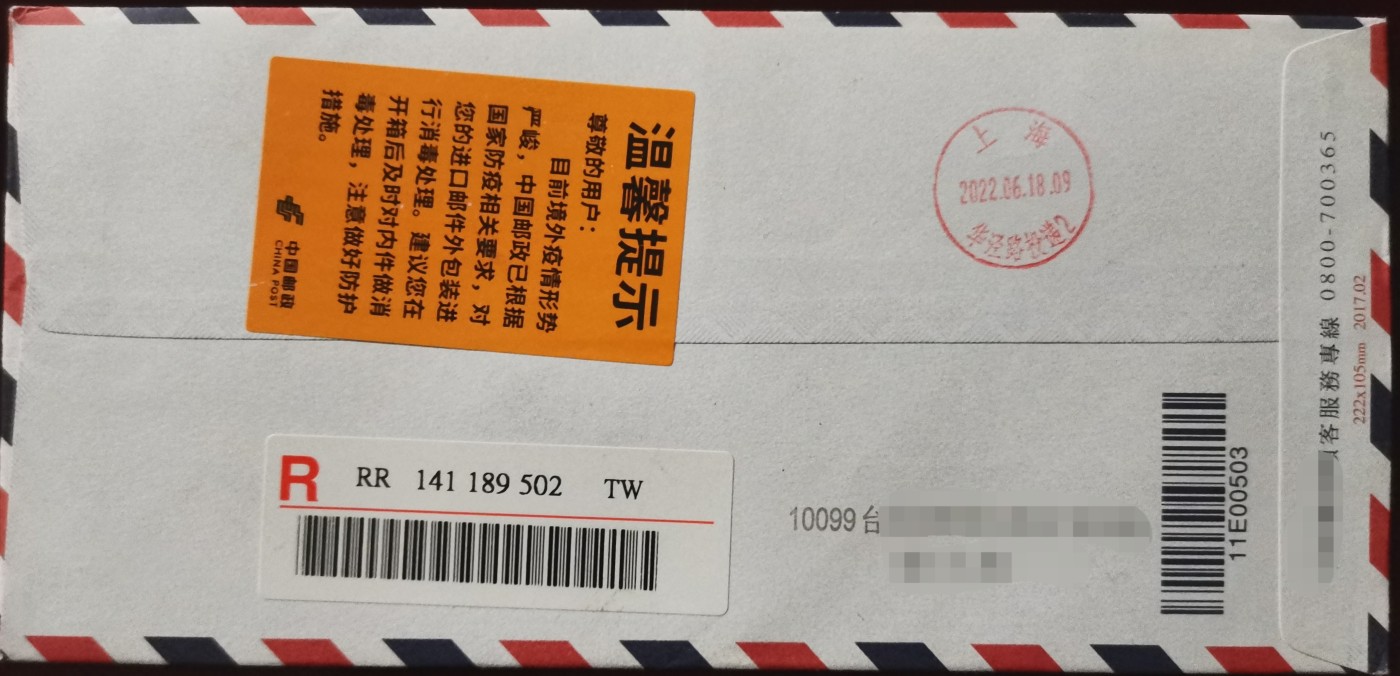 温馨提示
尊敬的用户：
目前境外疫情形势
严峻，中国邮政已根据
国家防疫相关要求，对
您的进口邮件外包装进
行消毒处理。建议您在
开箱后及时对内件做消
毒处理，注意做好防护
措施。
中国邮政
CHINA POST
2022.06.18.09
R RR 141 189 502 TW
10099 台
11E00503
客服務專線 0800-700365
222x105mm 2017.02